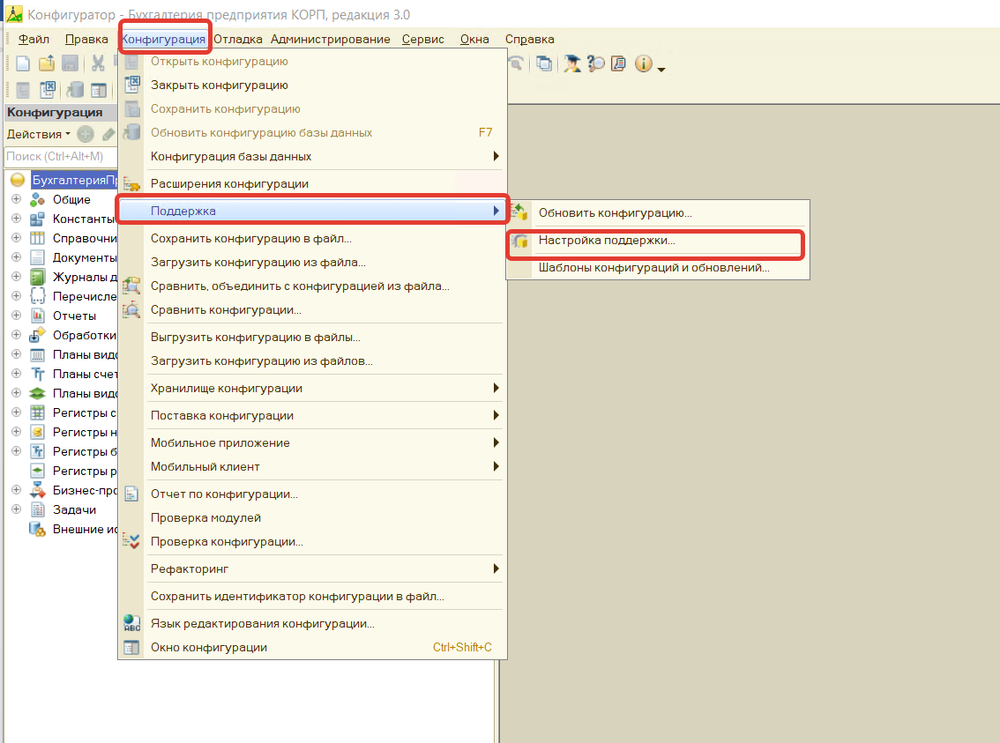 Конфигуратор - Бухгалтерия предприятия КОРП, редакция 3.0
Файл Правка Конфигурация Отладка Администрирование Сервис Окна Справка
Конфигурация
Действия
Поиск (Ctrl+Alt+M)
БухгалтерияПр
Общие
Константы
Справочни
Документы
Журналы д
Перечисле
Отчеты
Обработки
Планы видо
Планы счет
Планы видо
Регистры с
Регистры н
Регистры б
Регистры р
Бизнес-про
Задачи
Внешние ис
Открыть конфигурацию
Закрыть конфигурацию
Сохранить конфигурацию
Обновить конфигурацию базы данных F7
Конфигурация базы данных
Расширения конфигурации
Поддержка
Сохранить конфигурацию в файл...
Загрузить конфигурацию из файла...
Сравнить, объединить с конфигурацией из файла...
Сравнить конфигурации...
Выгрузить конфигурацию в файлы...
Загрузить конфигурацию из файлов...
Хранилище конфигурации
Поставка конфигурации
Мобильное приложение
Мобильный клиент
Отчет по конфигурации...
Проверка модулей
Проверка конфигурации...
Рефакторинг
Сохранить идентификатор конфигурации в файл...
Язык редактирования конфигурации...
Окно конфигурации Ctrl+Shift+C
Обновить конфигурацию...
Настройка поддержки...
Шаблоны конфигураций и обновлений...